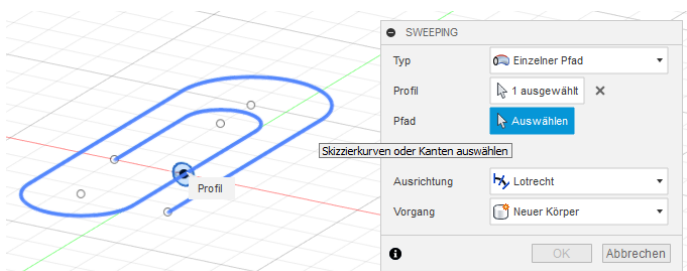 SWEEPING
Typ
Einzelner Pfad
Profil
1 ausgewählt
Pfad
Auswählen
Skizzierkurven oder Kanten auswählen
Profil
Ausrichtung
Lotrecht
Vorgang
Neuer Körper
OK
Abbrechen